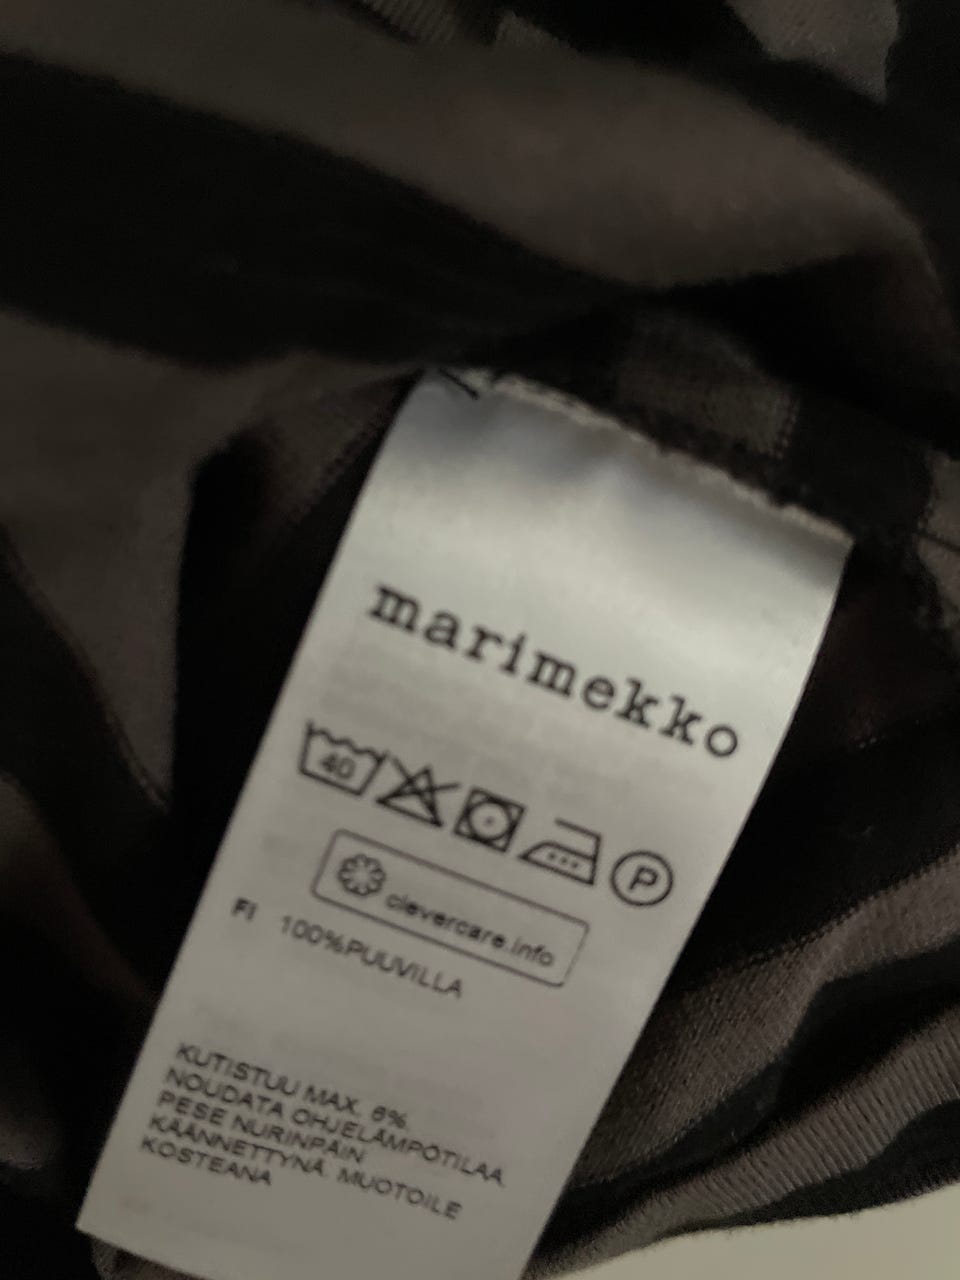 marimekko
40
P
clevercare.info
FI 100%PUUVILLA
KUTISTUU MAX. 6%.
NOUDATA OHJELÄMPÖTILAA.
PESE NURINPÄIN
KÄÄNNETTYNÄ. MUOTOILE
KOSTEANA